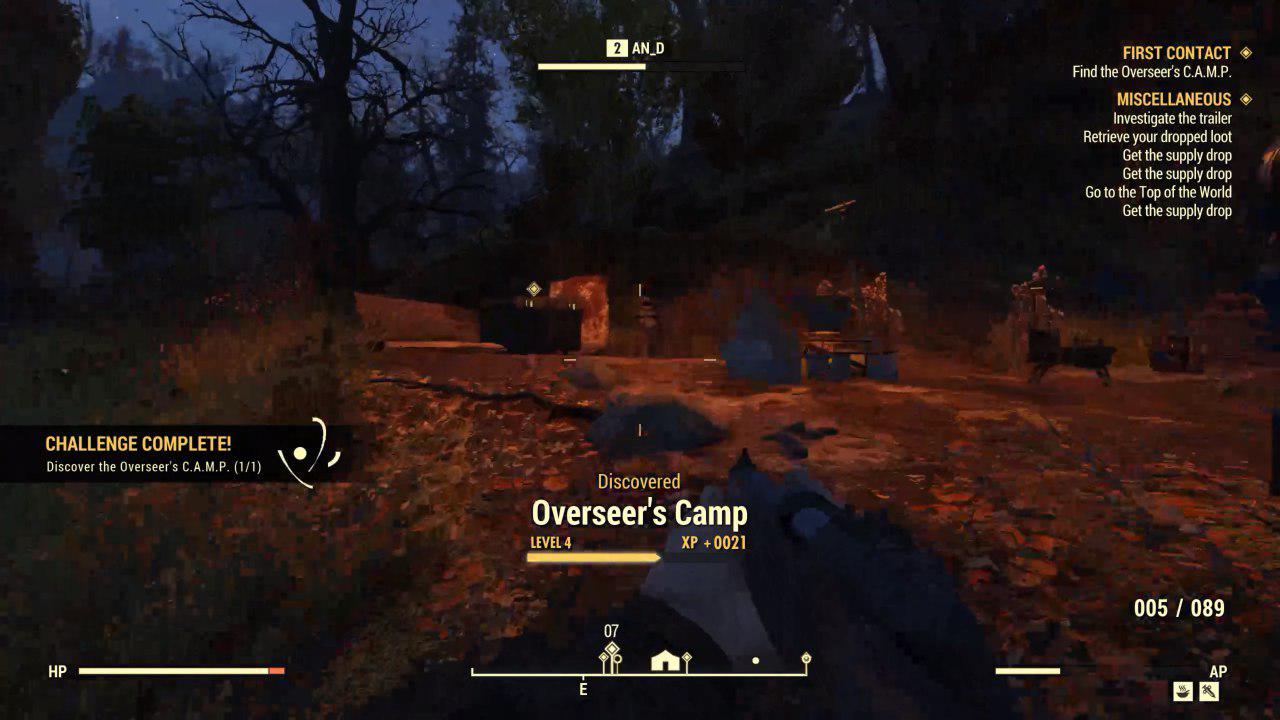 2 AN_D
FIRST CONTACT
Find the Overseer's C.A.M.P.
MISCELLANEOUS
Investigate the trailer
Retrieve your dropped loot
Get the supply drop
Get the supply drop
Go to the Top of the World
Get the supply drop
CHALLENGE COMPLETE!
Discover the Overseer's C.A.M.P. (1/1)
Discovered
Overseer's Camp
LEVEL 4 XP +0021
005 / 089
07
HP
E
AP